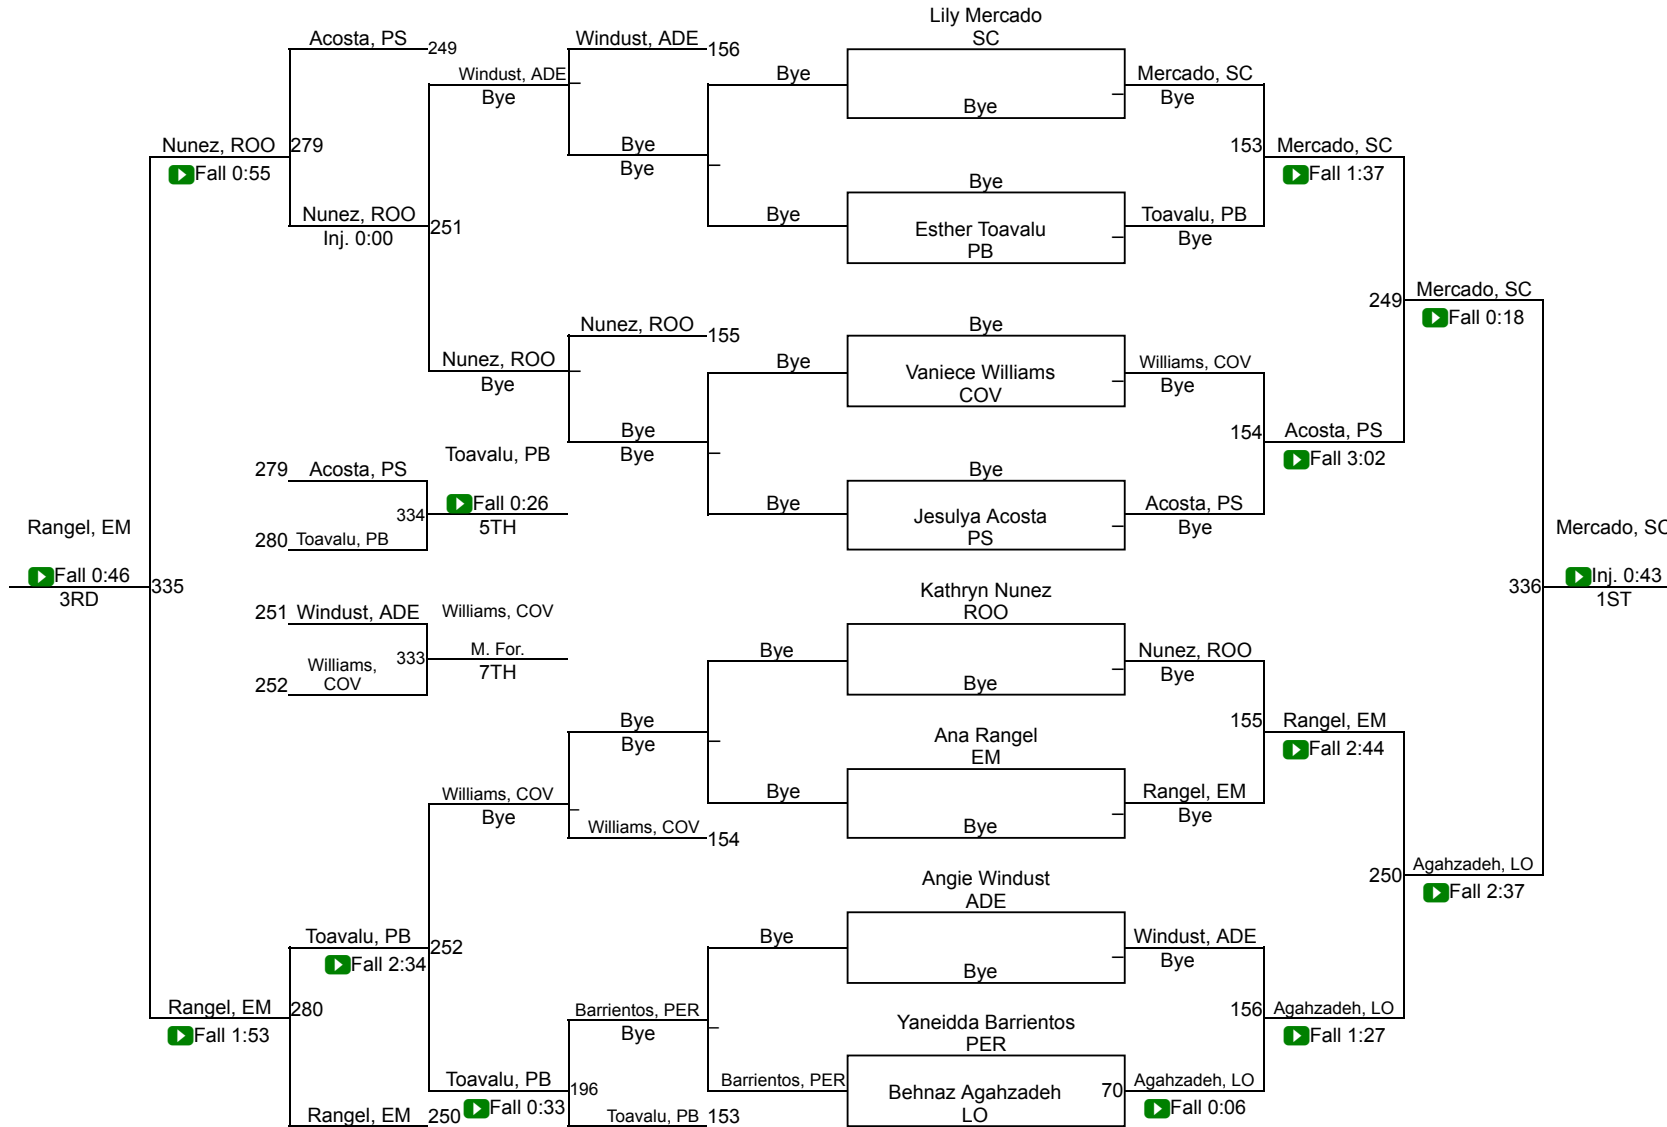 Lily Mercado
SC
Acosta, PS
249
Windust, ADE
156
Windust, ADE
Bye
Bye
Bye
Mercado, SC
Bye
Nunez, ROO
279
Fall 0:55
Bye
Bye
153
Mercado, SC
Fall 1:37
Bye
Nunez, ROO
Inj. 0:00
251
Bye
Esther Toavalu
PB
Toavalu, PB
Bye
249
Mercado, SC
Fall 0:18
Nunez, ROO
155
Bye
Nunez, ROO
Bye
Bye
Vaniece Williams
COV
Williams, COV
Bye
Bye
Bye
154
Acosta, PS
Fall 3:02
Toavalu, PB
279
Acosta, PS
Bye
334
Fall 0:26
5TH
280
Toavalu, PB
Bye
Jesulya Acosta
PS
Acosta, PS
Bye
Rangel, EM
Fall 0:46
3RD
335
Mercado, SC
336
Inj. 0:43
1ST
251
Windust, ADE
Williams, COV
333
M. For.
7TH
252
Williams,
COV
Kathryn Nunez
ROO
Bye
Bye
Nunez, ROO
Bye
Bye
Bye
155
Rangel, EM
Fall 2:44
Ana Rangel
EM
Williams, COV
Bye
Bye
Bye
Rangel, EM
Bye
Williams, COV
154
250
Agahzadeh, LO
Fall 2:37
Angie Windust
ADE
Toavalu, PB
252
Fall 2:34
Bye
Bye
Windust, ADE
Bye
Rangel, EM
280
Fall 1:53
Barrientos, PER
Bye
Yaneidda Barrientos
PER
156
Agahzadeh, LO
Fall 1:27
Toavalu, PB
196
Fall 0:33
Barrientos, PER
Behnaz Agahzadeh
LO
70
Agahzadeh, LO
Fall 0:06
Rangel, EM
250
Toavalu, PB
153